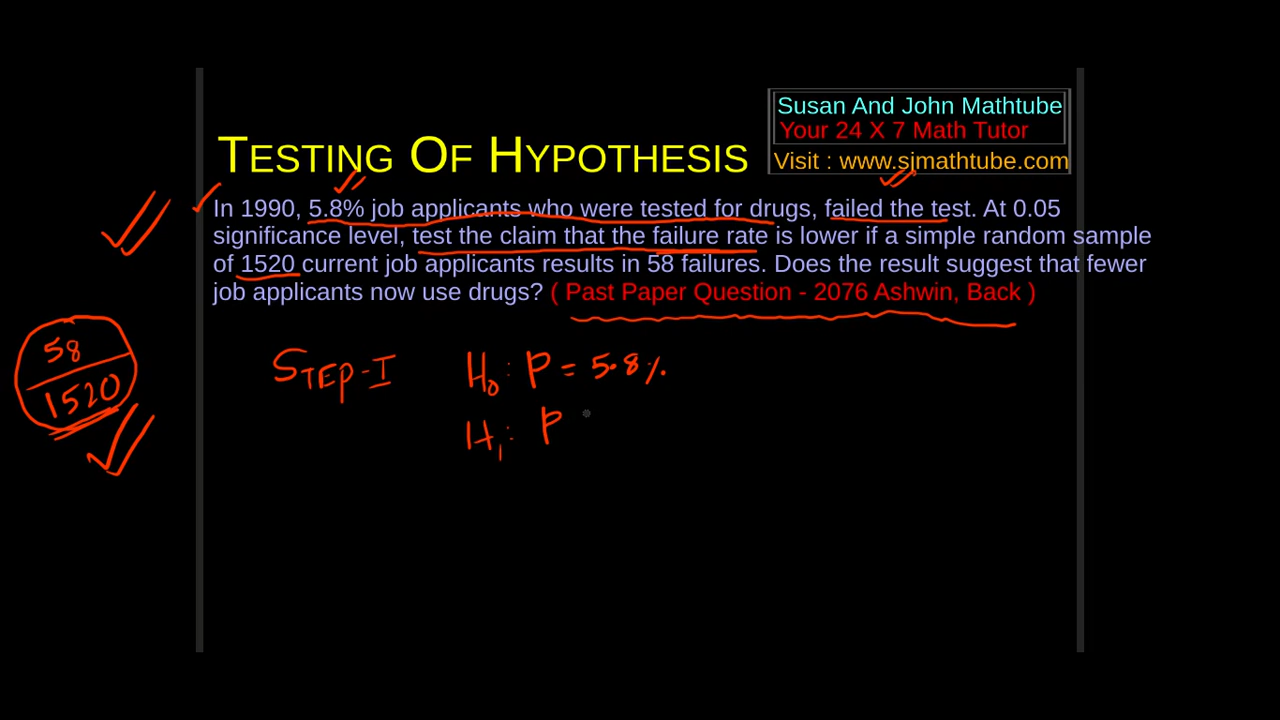 Susan And John Mathtube
Your 24 X 7 Math Tutor
Visit : www.sjmathtube.com
TESTING OF HYPOTHESIS
In 1990, 5.8% job applicants who were tested for drugs, failed the test. At 0.05
significance level, test the claim that the failure rate is lower if a simple random sample
of 1520 current job applicants results in 58 failures. Does the result suggest that fewer
job applicants now use drugs? ( Past Paper Question - 2076 Ashwin, Back )
58
1520
STEP-I H0 : P = 5.8%
H1 : P